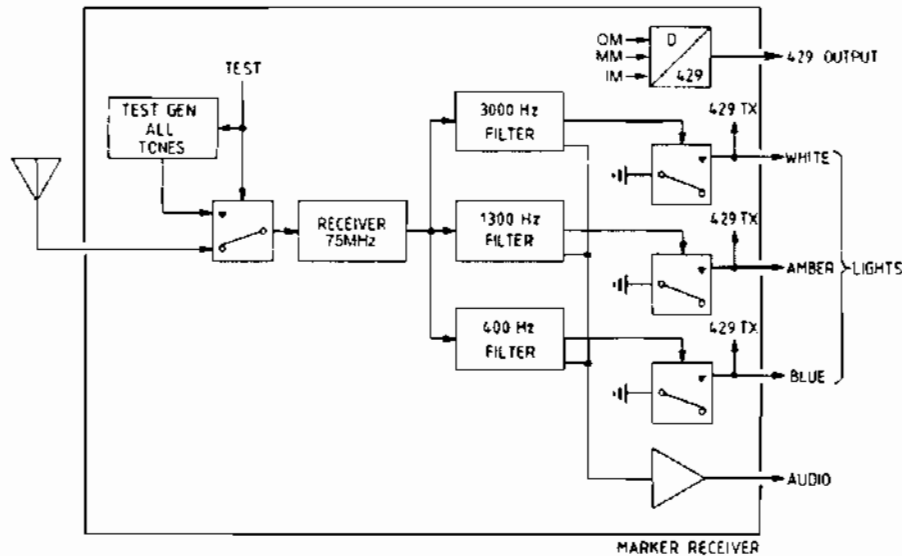 OM
MM
IM
D
429
429 OUTPUT
TEST
TEST GEN
ALL
TONES
3000 Hz
FILTER
429 TX
WHITE
RECEIVER
75MHz
1300 Hz
FILTER
429 TX
AMBER
LIGHTS
400 Hz
FILTER
429 TX
BLUE
AUDIO
MARKER RECEIVER